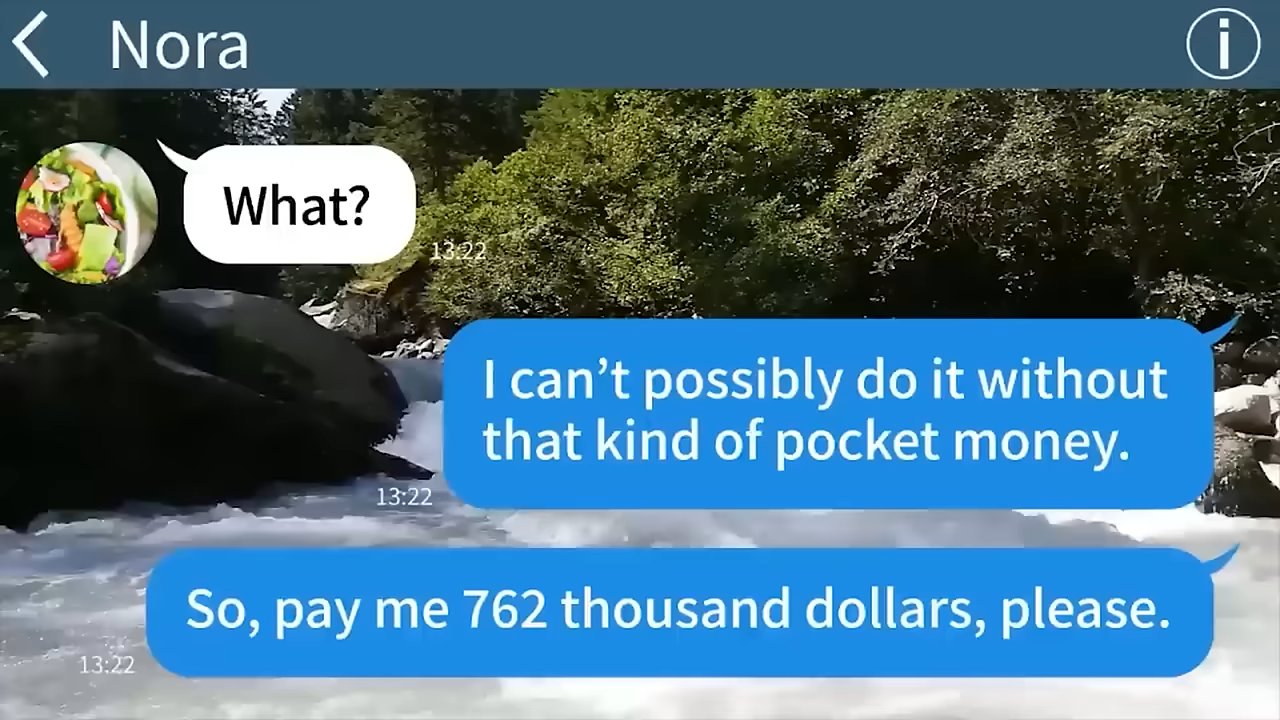 Nora
What?
13:22
I can’t possibly do it without
that kind of pocket money.
13:22
So, pay me 762 thousand dollars, please.
13:22